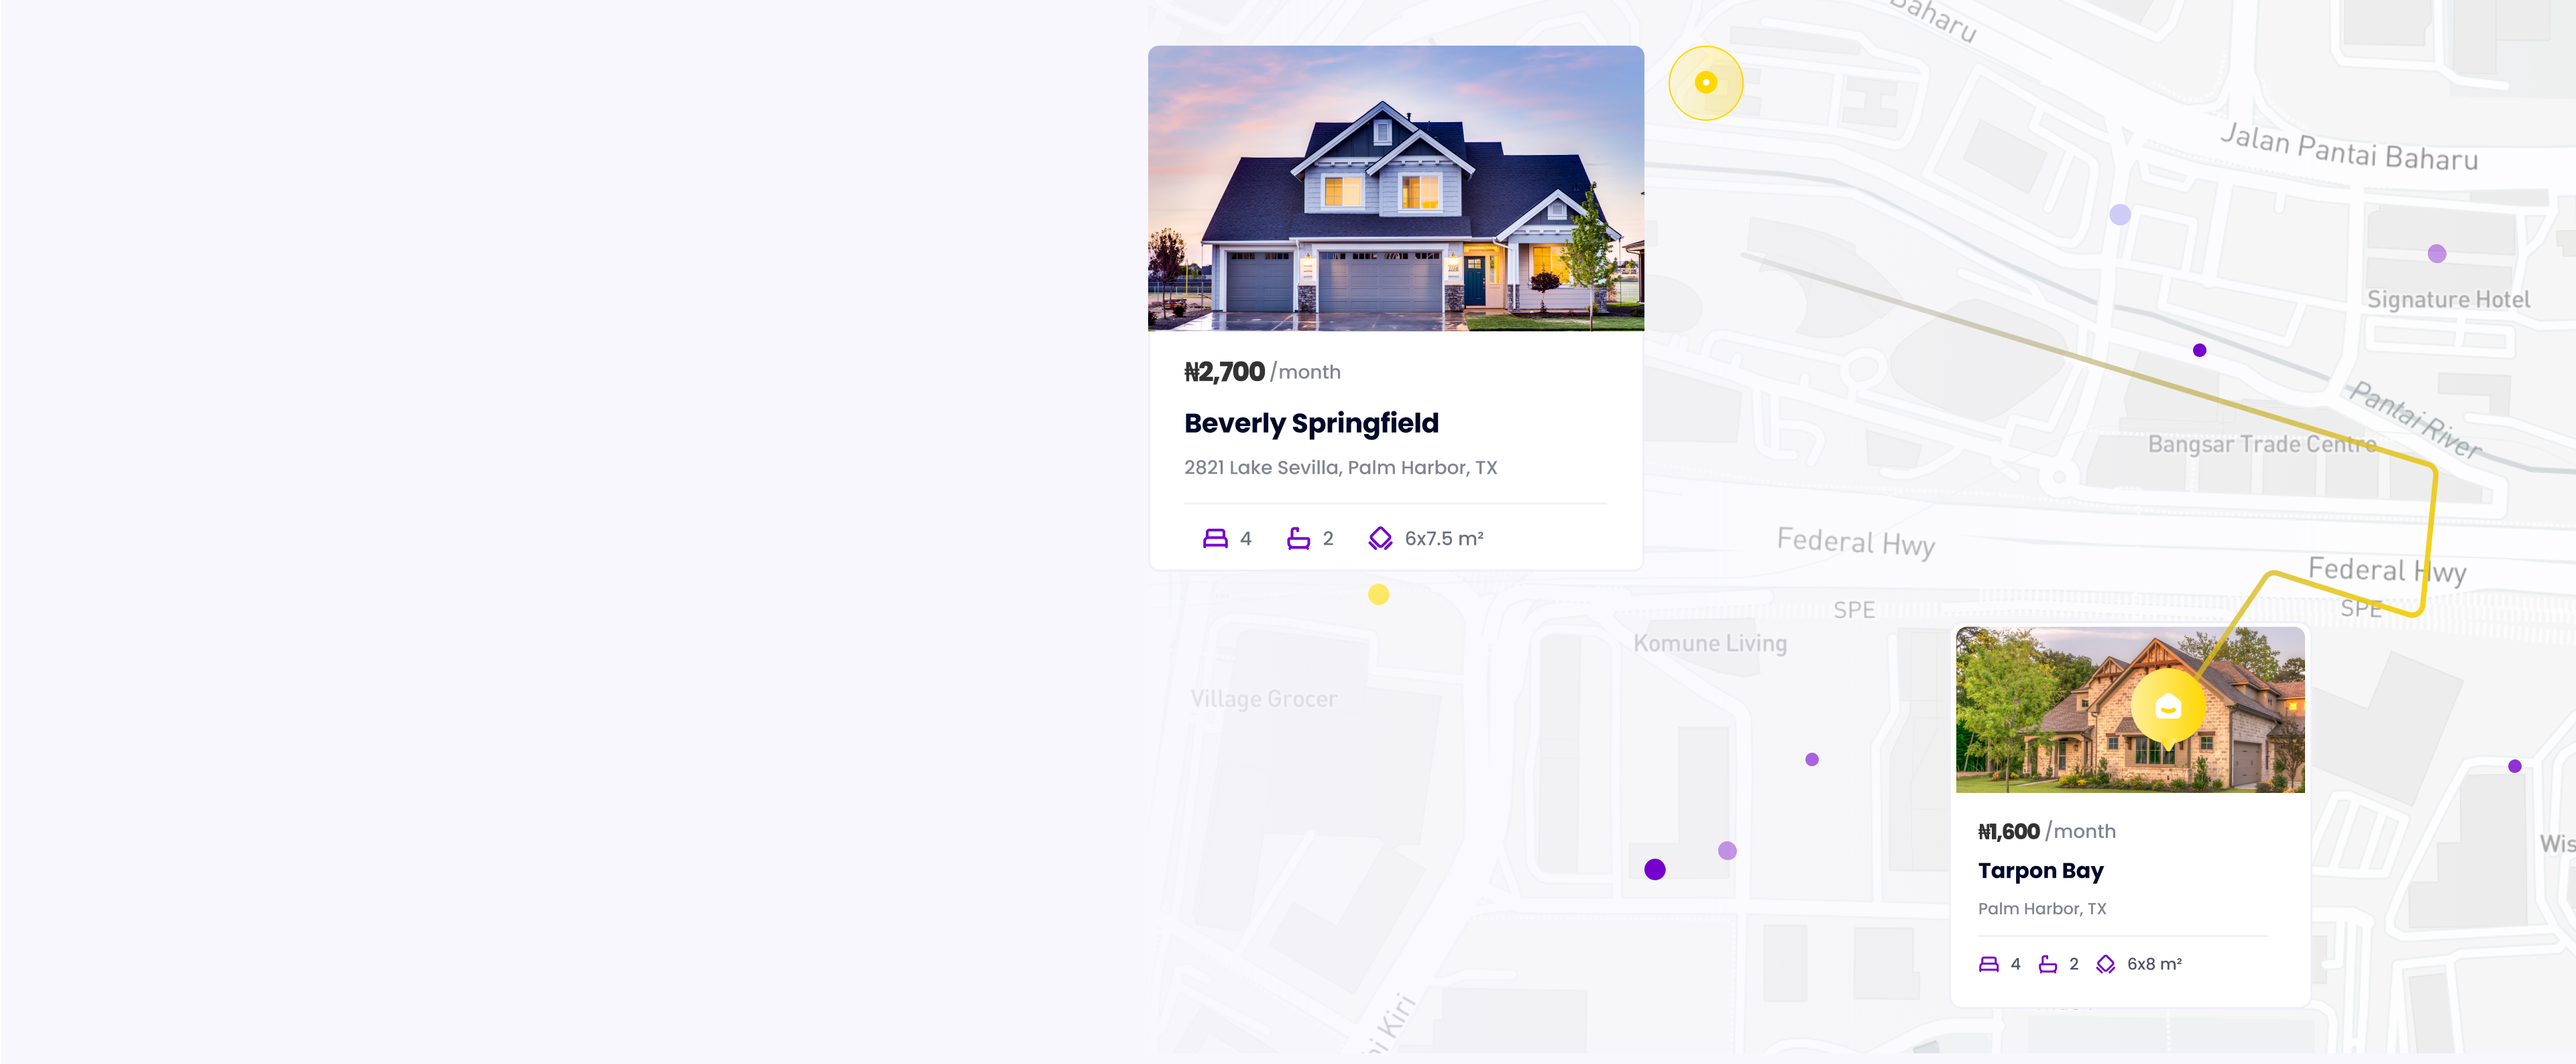 Baharu
Jalan Pantai Baharu
Signature Hotel
Pantai River
Bangsar Trade Centre
₦2,700 /month
Beverly Springfield
2821 Lake Sevilla, Palm Harbor, TX
4 2 6x7.5 m²
Federal Hwy
Federal Hwy
SPE
SPE
Komune Living
Village Grocer
₦1,600 /month
Tarpon Bay
Palm Harbor, TX
4 2 6x8 m²
Wis
Kiri